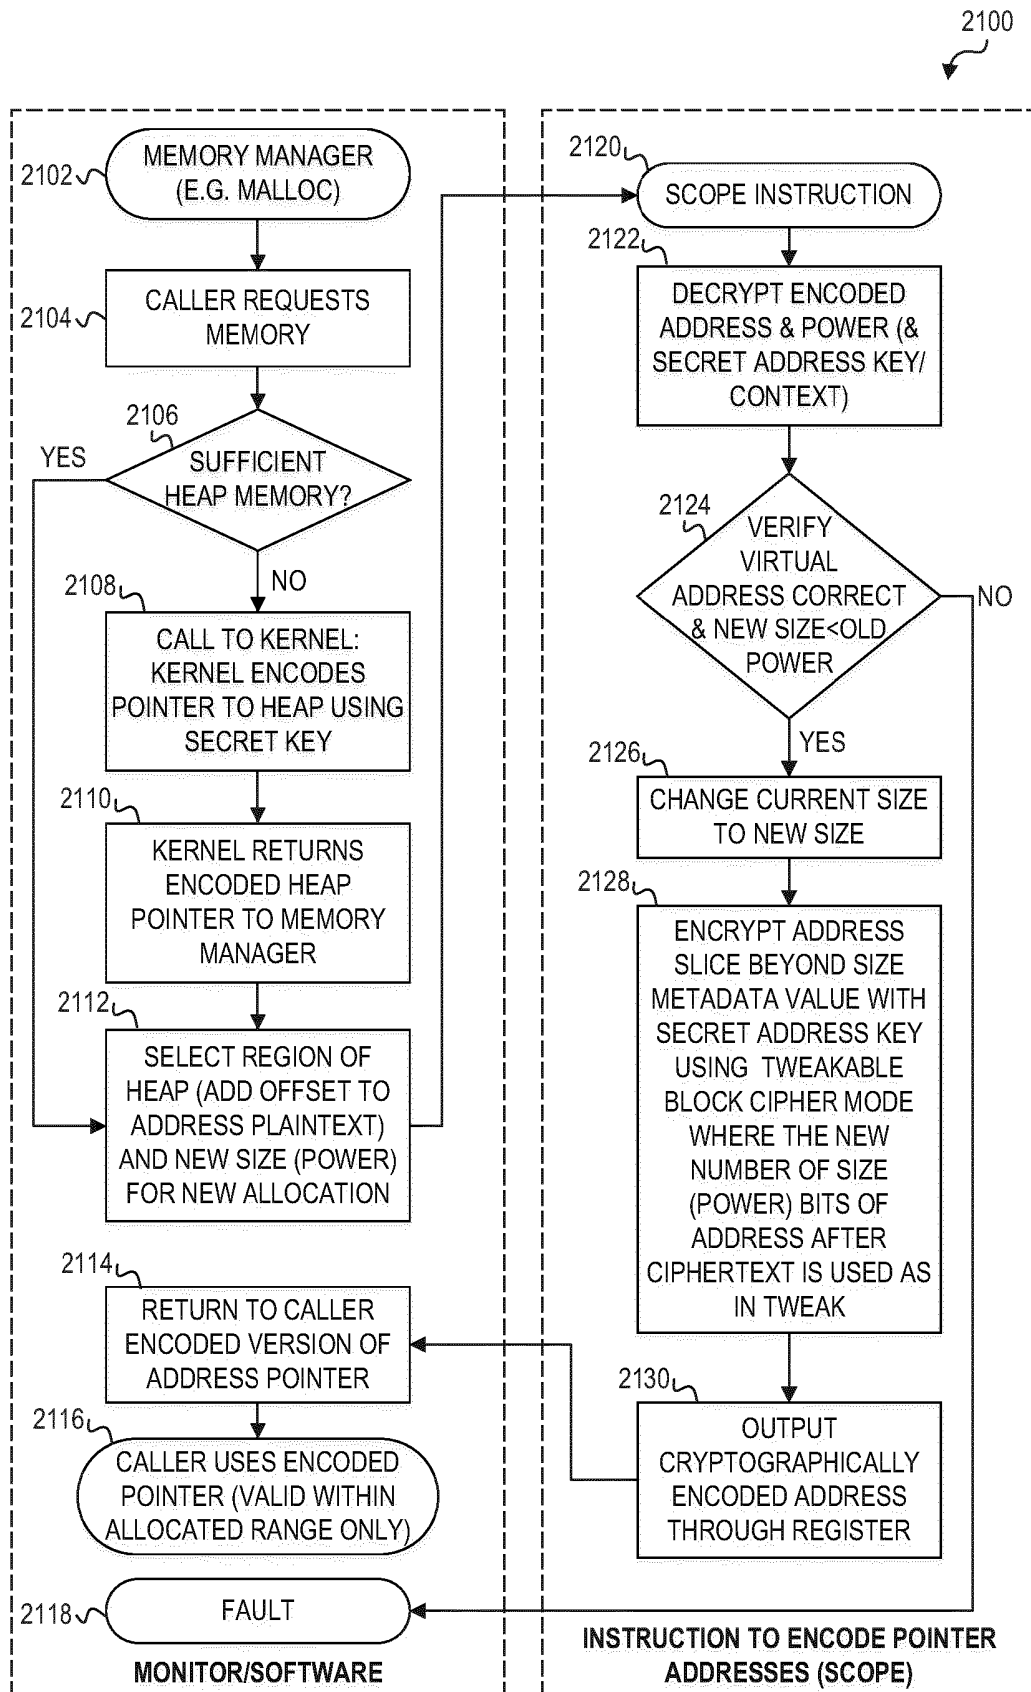 2100
2102
MEMORY MANAGER
(E.G. MALLOC)
2104
CALLER REQUESTS
MEMORY
2106
YES
SUFFICIENT
HEAP MEMORY?
NO
2108
CALL TO KERNEL:
KERNEL ENCODES
POINTER TO HEAP USING
SECRET KEY
2110
KERNEL RETURNS
ENCODED HEAP
POINTER TO MEMORY
MANAGER
2112
SELECT REGION OF
HEAP (ADD OFFSET TO
ADDRESS PLAINTEXT)
AND NEW SIZE (POWER)
FOR NEW ALLOCATION
2114
RETURN TO CALLER
ENCODED VERSION OF
ADDRESS POINTER
2116
CALLER USES ENCODED
POINTER (VALID WITHIN
ALLOCATED RANGE ONLY)
2118
FAULT
MONITOR/SOFTWARE
2120
SCOPE INSTRUCTION
2122
DECRYPT ENCODED
ADDRESS & POWER (&
SECRET ADDRESS KEY/
CONTEXT)
2124
VERIFY
VIRTUAL
ADDRESS CORRECT
& NEW SIZE<OLD
POWER
NO
YES
2126
CHANGE CURRENT SIZE
TO NEW SIZE
2128
ENCRYPT ADDRESS
SLICE BEYOND SIZE
METADATA VALUE WITH
SECRET ADDRESS KEY
USING TWEAKABLE
BLOCK CIPHER MODE
WHERE THE NEW
NUMBER OF SIZE
(POWER) BITS OF
ADDRESS AFTER
CIPHERTEXT IS USED AS
IN TWEAK
2130
OUTPUT
CRYPTOGRAPHICALLY
ENCODED ADDRESS
THROUGH REGISTER
INSTRUCTION TO ENCODE POINTER
ADDRESSES (SCOPE)